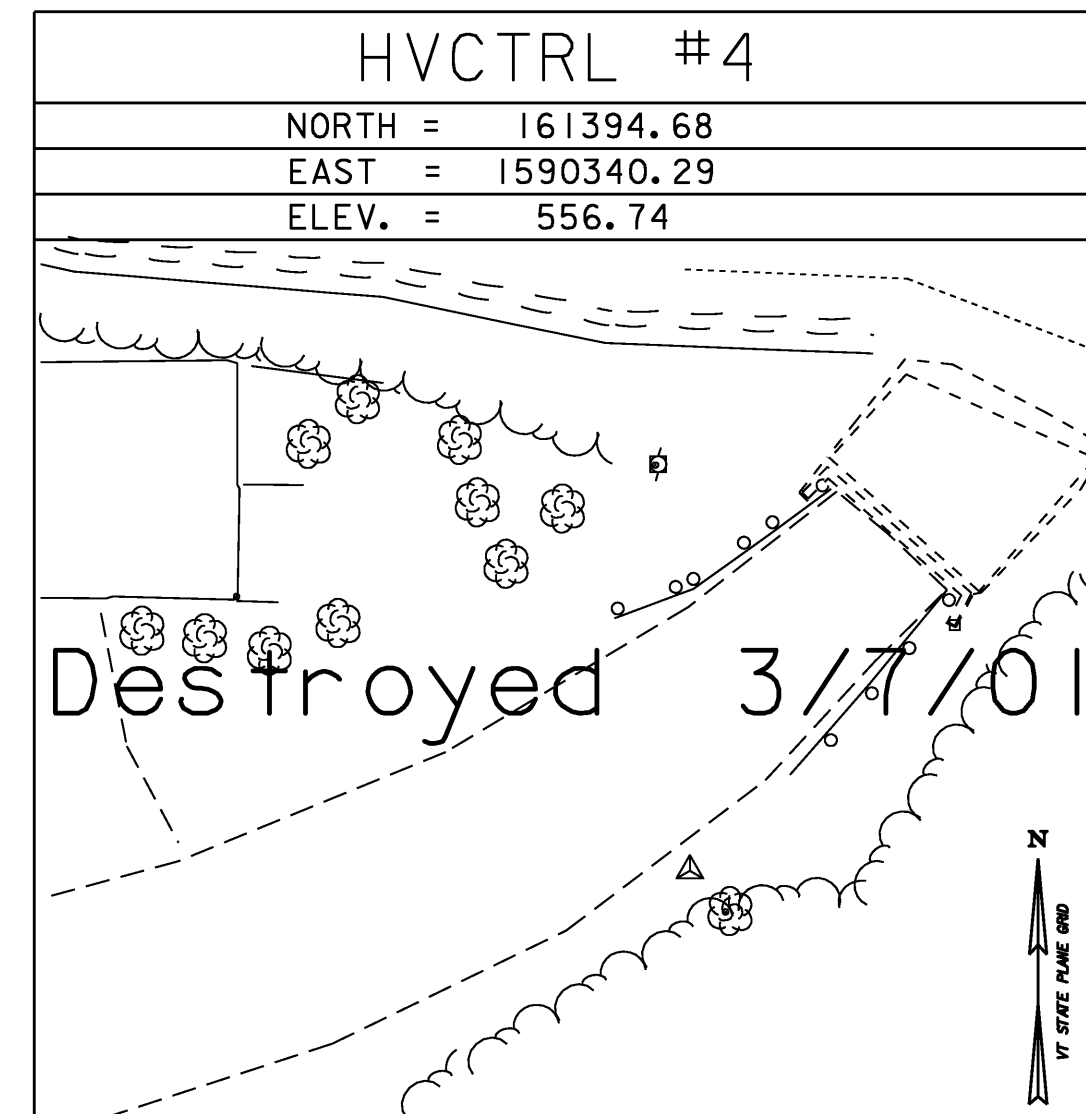 HVCTRL #4
NORTH = 161394.68
EAST = 1590340.29
ELEV. = 556.74
Destroyed 3/7/01
N
VT STATE PLANE GRID